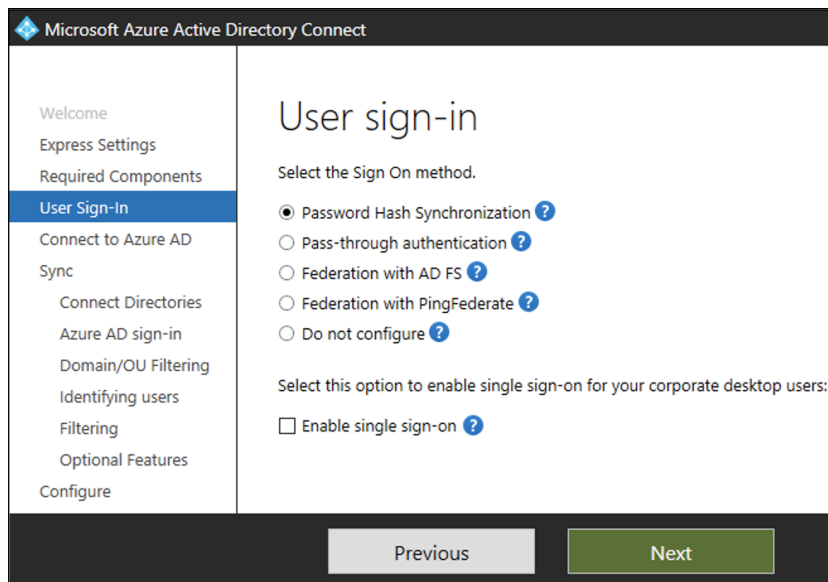 Microsoft Azure Active Directory Connect
Welcome
Express Settings
Required Components
User Sign-In
Connect to Azure AD
Sync
Connect Directories
Azure AD sign-in
Domain/OU Filtering
Identifying users
Filtering
Optional Features
Configure
User sign-in
Select the Sign On method.
Password Hash Synchronization ?
Pass-through authentication ?
Federation with AD FS ?
Federation with PingFederate ?
Do not configure ?
Select this option to enable single sign-on for your corporate desktop users:
Enable single sign-on ?
Previous
Next